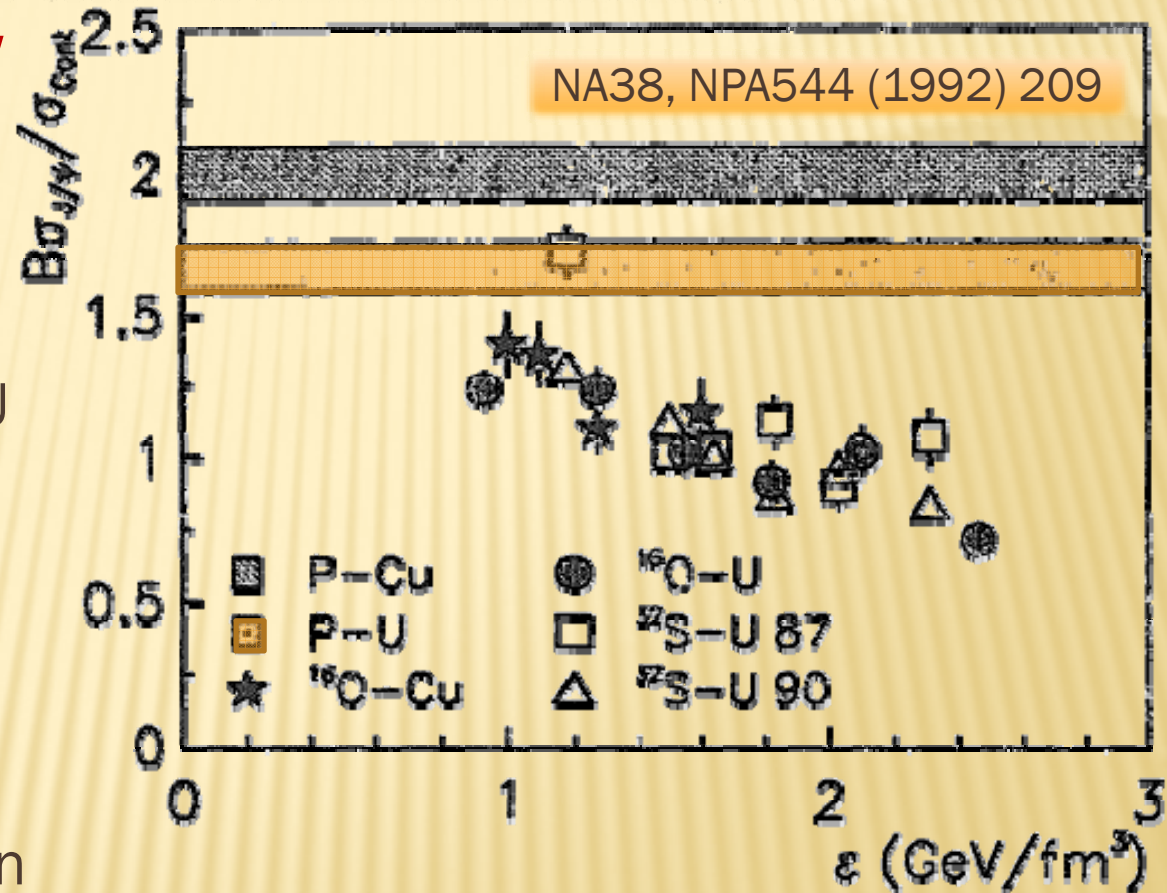 2.5
NA38, NPA544 (1992) 209
Bσ_J/ψ/σ_Cont
2
1.5
1
0.5
0
P-Cu
P-U
¹⁶O-Cu
¹⁶O-U
³²S-U 87
³²S-U 90
0 1 2 3
ε (GeV/fm³)
n